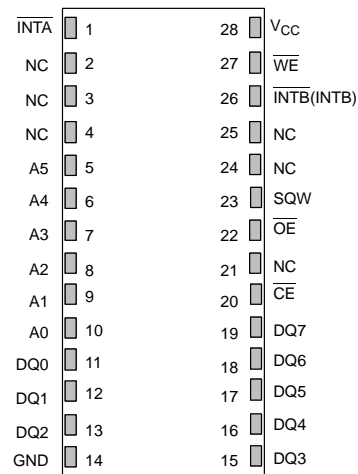 INTA 1 28 VCC
NC 2 27 WE
NC 3 26 INTB(INTB)
NC 4 25 NC
A5 5 24 NC
A4 6 23 SQW
A3 7 22 OE
A2 8 21 NC
A1 9 20 CE
A0 10 19 DQ7
DQ0 11 18 DQ6
DQ1 12 17 DQ5
DQ2 13 16 DQ4
GND 14 15 DQ3